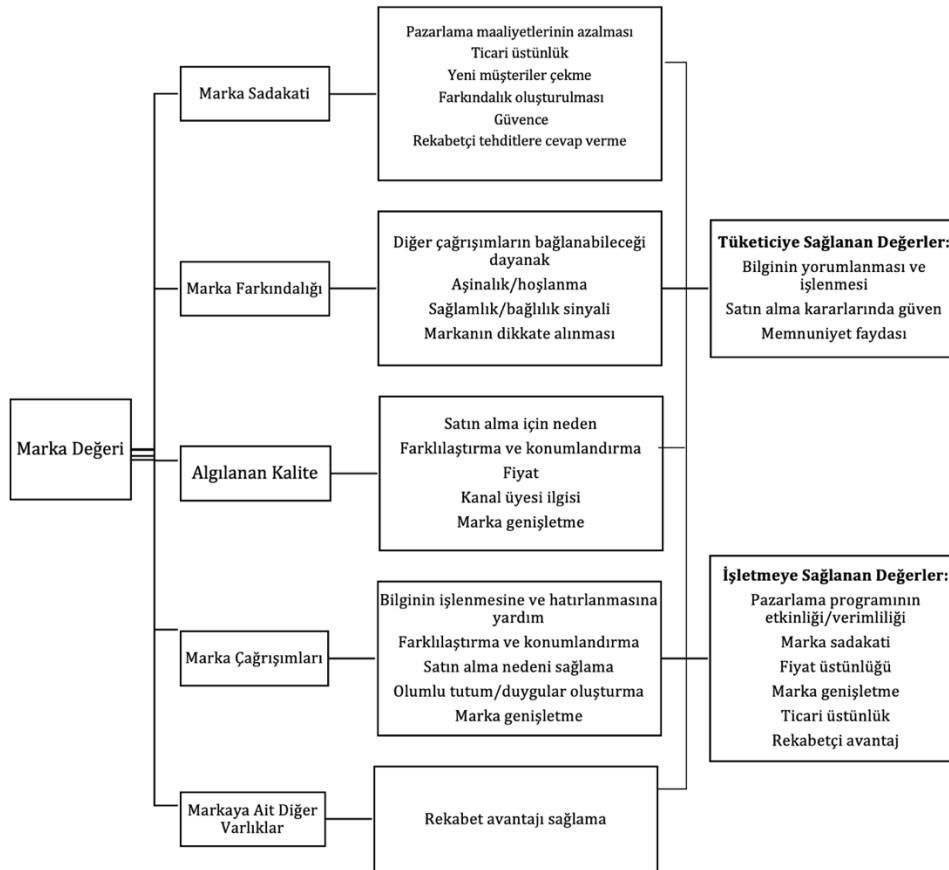 Marka Değeri
Marka Sadakati
Pazarlama maaliyetlerinin azalması
Ticari üstünlük
Yeni müşteriler çekme
Farkındalık oluşturulması
Güvence
Rekabetçi tehditlere cevap verme
Marka Farkındalığı
Diğer çağrışımların bağlanabileceği
dayanak
Aşinalık/hoşlanma
Sağlamlık/bağlılık sinyali
Markanın dikkate alınması
Algılanan Kalite
Satın alma için neden
Farklılaştırma ve konumlandırma
Fiyat
Kanal üyesi ilgisi
Marka genişletme
Marka Çağrışımları
Bilginin işlenmesine ve hatırlanmasına
yardım
Farklılaştırma ve konumlandırma
Satın alma nedeni sağlama
Olumlu tutum/duygular oluşturma
Marka genişletme
Markaya Ait Diğer
Varlıklar
Rekabet avantajı sağlama
Tüketiciye Sağlanan Değerler:
Bilginin yorumlanması ve
işlenmesi
Satın alma kararlarında güven
Memnuniyet faydası
İşletmeye Sağlanan Değerler:
Pazarlama programının
etkinliği/verimliliği
Marka sadakati
Fiyat üstünlüğü
Marka genişletme
Ticari üstünlük
Rekabetçi avantaj